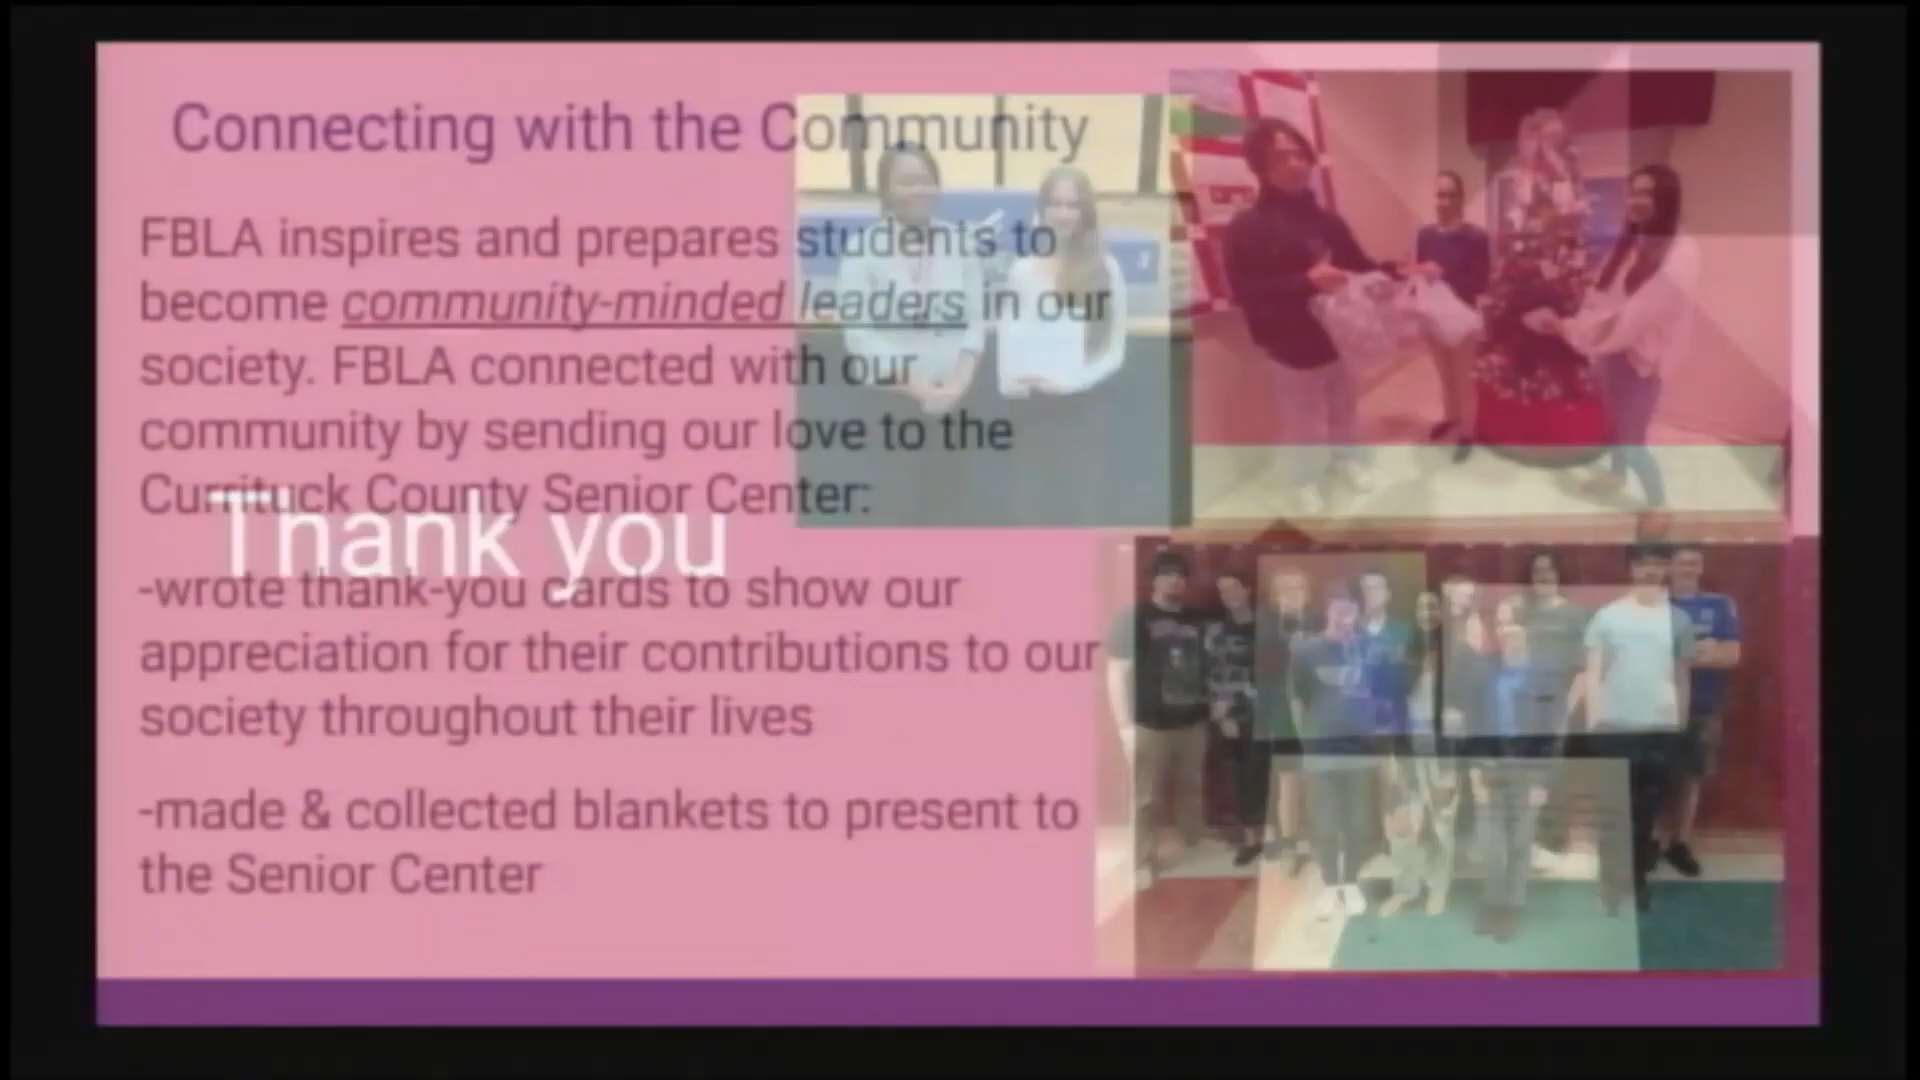 Connecting with the Community
FBLA inspires and prepares students to
become community-minded leaders in our
society. FBLA connected with our
community by sending our love to the
Currituck County Senior Center:
Thank you
-wrote thank-you cards to show our
appreciation for their contributions to our
society throughout their lives
-made & collected blankets to present to
the Senior Center